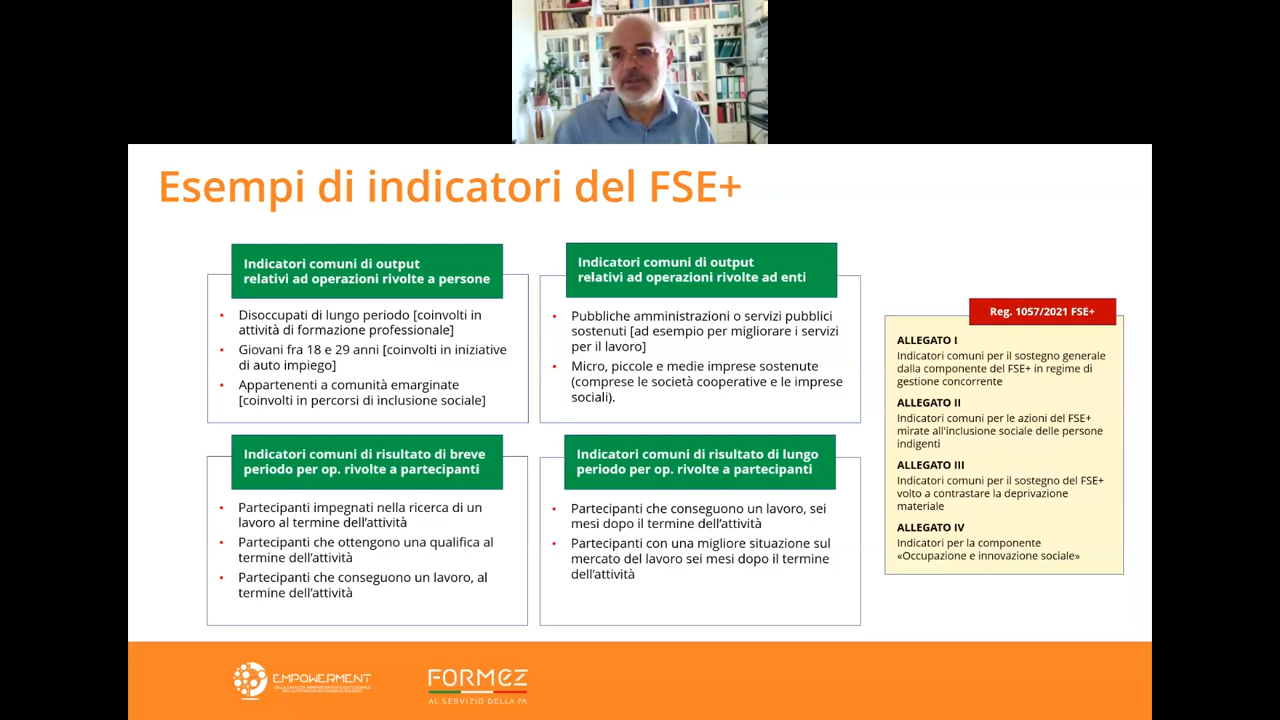 Esempi di indicatori del FSE+
Indicatori comuni di output
relativi ad operazioni rivolte a persone
• Disoccupati di lungo periodo [coinvolti in
attività di formazione professionale]
• Giovani fra 18 e 29 anni [coinvolti in iniziative
di auto impiego]
• Appartenenti a comunità emarginate
[coinvolti in percorsi di inclusione sociale]
Indicatori comuni di output
relativi ad operazioni rivolte ad enti
• Pubbliche amministrazioni o servizi pubblici
sostenuti [ad esempio per migliorare i servizi
per il lavoro]
• Micro, piccole e medie imprese sostenute
(comprese le società cooperative e le imprese
sociali).
Indicatori comuni di risultato di breve
periodo per op. rivolte a partecipanti
• Partecipanti impegnati nella ricerca di un
lavoro al termine dell'attività
• Partecipanti che ottengono una qualifica al
termine dell'attività
• Partecipanti che conseguono un lavoro, al
termine dell'attività
Indicatori comuni di risultato di lungo
periodo per op. rivolte a partecipanti
• Partecipanti che conseguono un lavoro, sei
mesi dopo il termine dell'attività
• Partecipanti con una migliore situazione sul
mercato del lavoro sei mesi dopo il termine
dell'attività
Reg. 1057/2021 FSE+
ALLEGATO I
Indicatori comuni per il sostegno generale
dalla componente del FSE+ in regime di
gestione concorrente
ALLEGATO II
Indicatori comuni per le azioni del FSE+
mirate all'inclusione sociale delle persone
indigenti
ALLEGATO III
Indicatori comuni per il sostegno del FSE+
volto a contrastare la deprivazione
materiale
ALLEGATO IV
Indicatori per la componente
«Occupazione e innovazione sociale»
EMPOWERMENT
FORMEZ
AL SERVIZIO DELLA PA